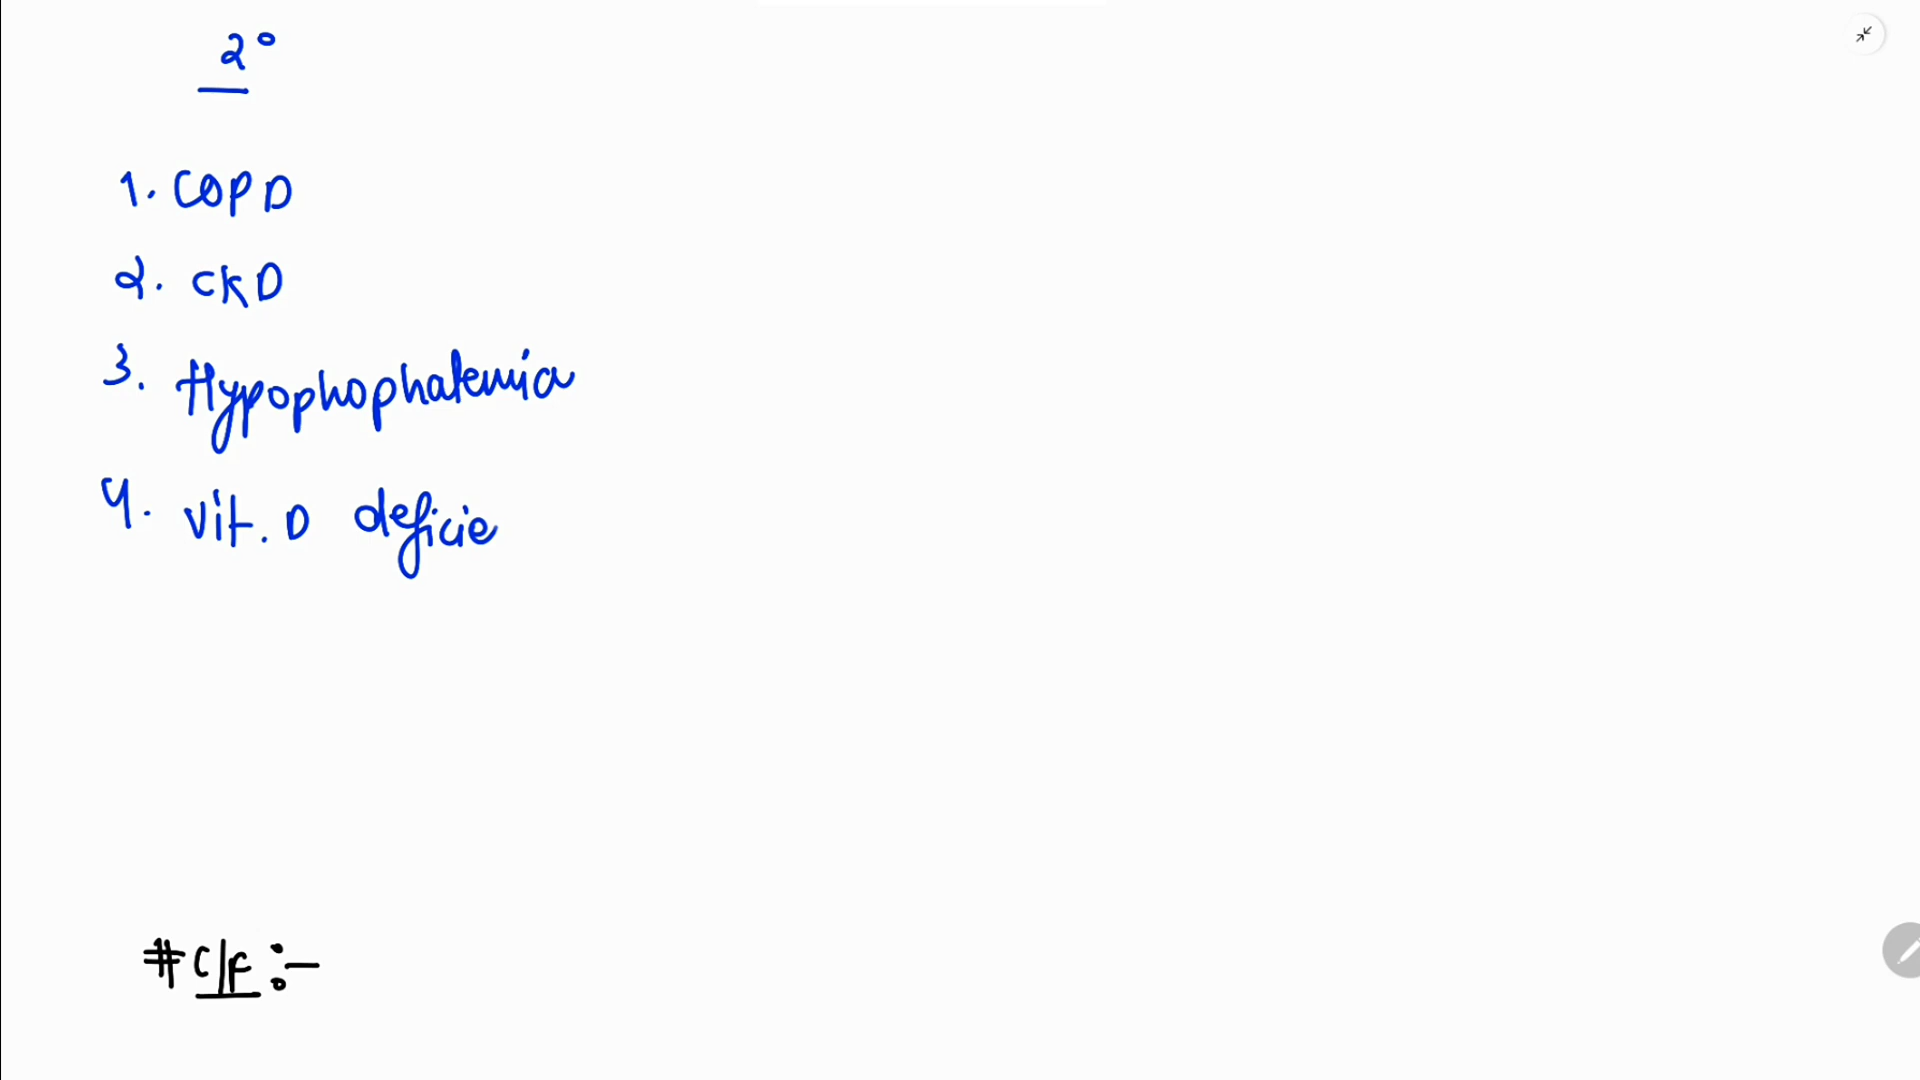 2°
1. COPD
2. CKD
3. Hypophophatemia
4. Vit. D deficie
# C/F :-